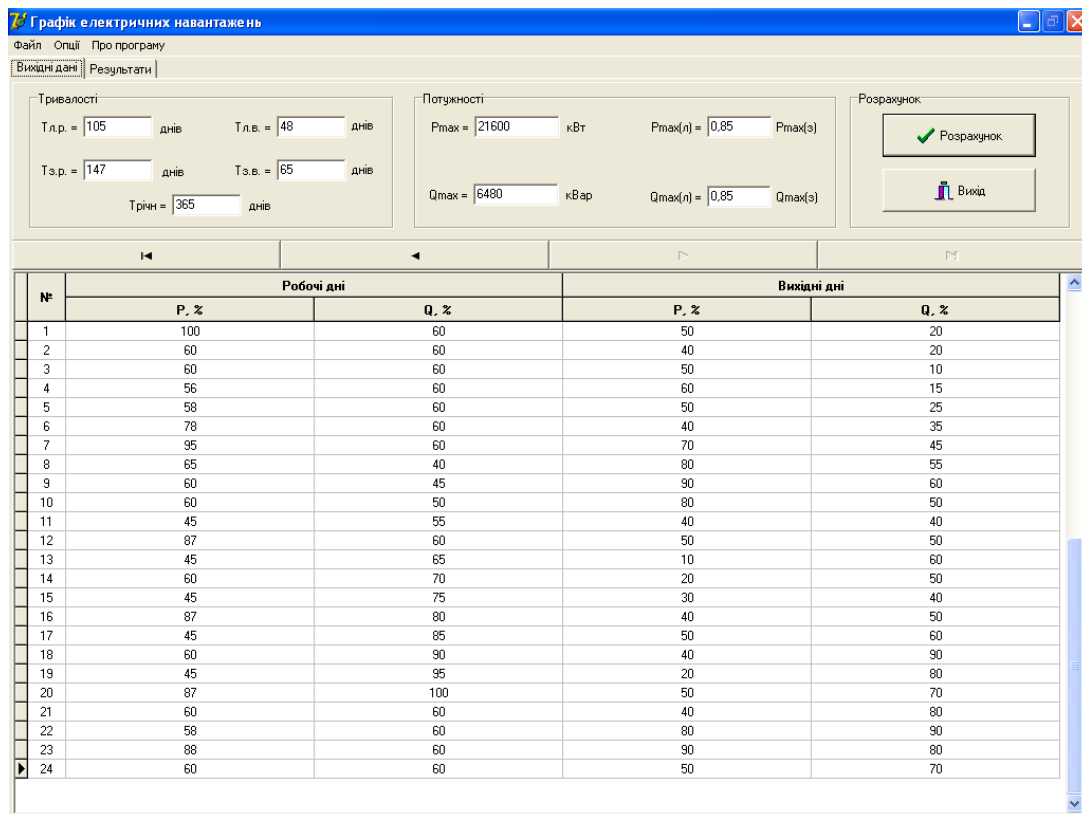 Графік електричних навантажень
Файл Опції Про програму
Вихідні дані Результати
Тривалості Потужності Розрахунок
Тл.р. = 105 днів Тл.в. = 48 днів Pmax = 21600 кВт Pmax(л) = 0,85 Pmax(з) Розрахунок
Тз.р. = 147 днів Тз.в. = 65 днів Qmax = 6480 кВар Qmax(л) = 0,85 Qmax(з) Вихід
Трічн = 365 днів
№ Робочі дні Вихідні дні
P, % Q, % P, % Q, %
1 100 60 50 20
2 60 60 40 20
3 60 60 50 10
4 56 60 60 15
5 58 60 50 25
6 78 60 40 35
7 95 60 70 45
8 65 40 80 55
9 60 45 90 60
10 60 50 80 50
11 45 55 40 40
12 87 60 50 50
13 45 65 10 60
14 60 70 20 50
15 45 75 30 40
16 87 80 40 50
17 45 85 50 60
18 60 90 40 90
19 45 95 20 80
20 87 100 50 70
21 60 60 40 80
22 58 60 80 90
23 88 60 90 80
24 60 60 50 70